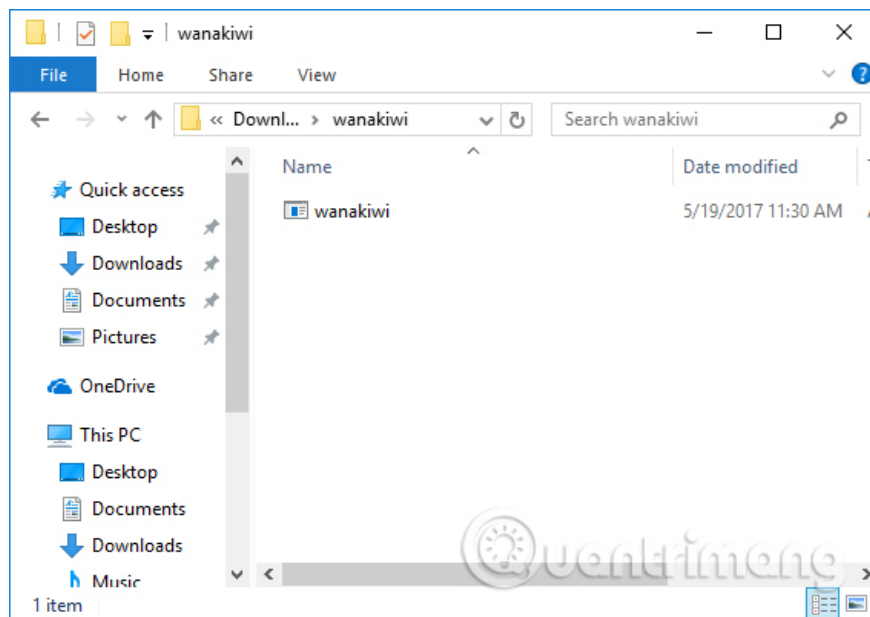 wanakiwi
File Home Share View
« Downl... › wanakiwi
Search wanakiwi
Name Date modified
Quick access
wanakiwi 5/19/2017 11:30 AM
Desktop
Downloads
Documents
Pictures
OneDrive
This PC
Desktop
Documents
Downloads
Music
1 item
Quantrimang